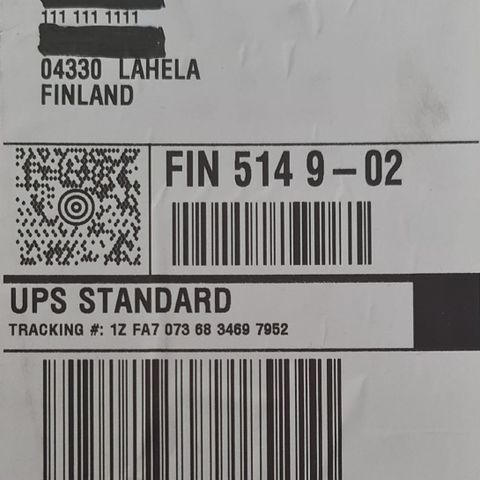 111 111 1111
04330 LAHELA
FINLAND
FIN 514 9-02
UPS STANDARD
TRACKING #: 1Z FA7 073 68 3469 7952